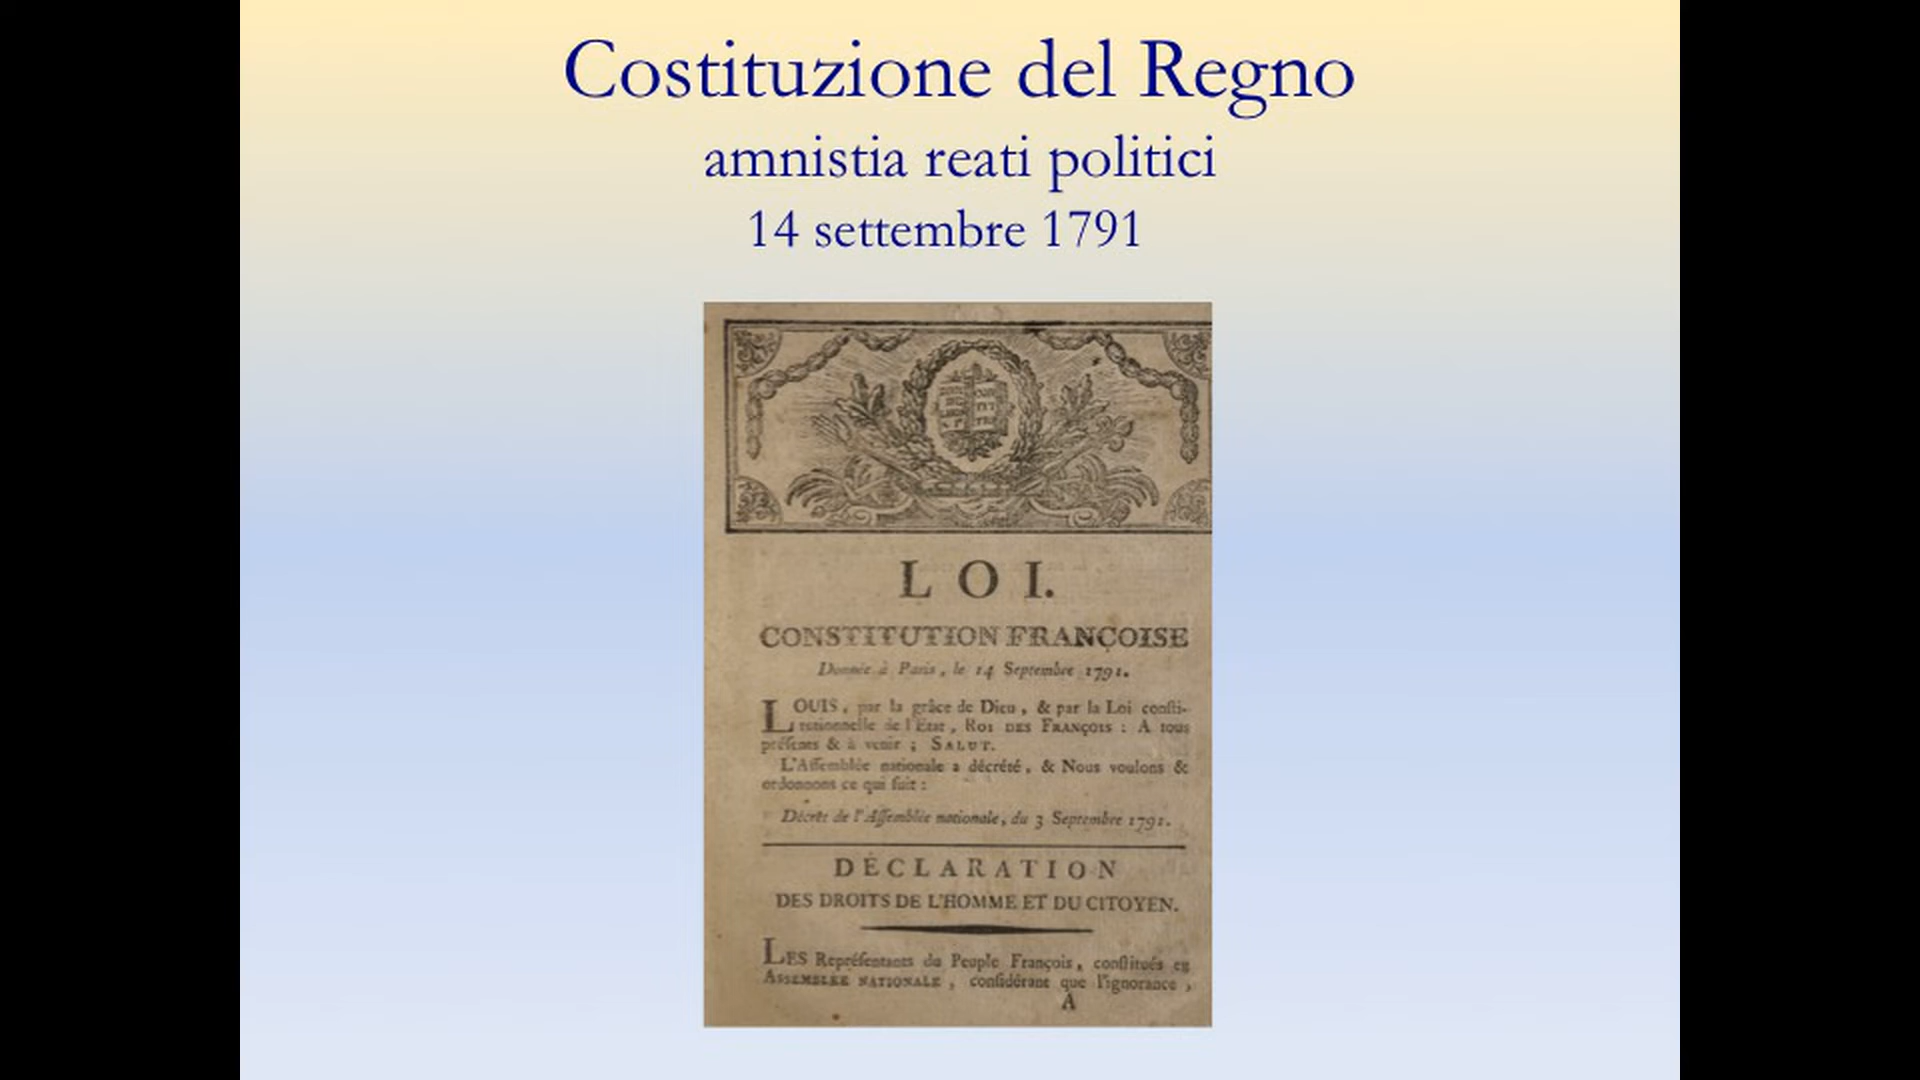 Costituzione del Regno
amnistia reati politici
14 settembre 1791
LOI.
CONSTITUTION FRANÇOISE
Donnée à Paris, le 14 Septembre 1791.
LOUIS, par la grâce de Dieu, & par la Loi consti-
tutionnelle de l'Etat, ROI DES FRANÇOIS : A tous
présens & à venir ; SALUT.
L'Assemblée nationale a décrété, & Nous voulons &
ordonnons ce qui suit :
Décret de l'Assemblée nationale, du 3 Septembre 1791.
DÉCLARATION
DES DROITS DE L'HOMME ET DU CITOYEN.
LES Représentans du Peuple François, constitués en
ASSEMBLÉE NATIONALE, considérant que l'ignorance,
A